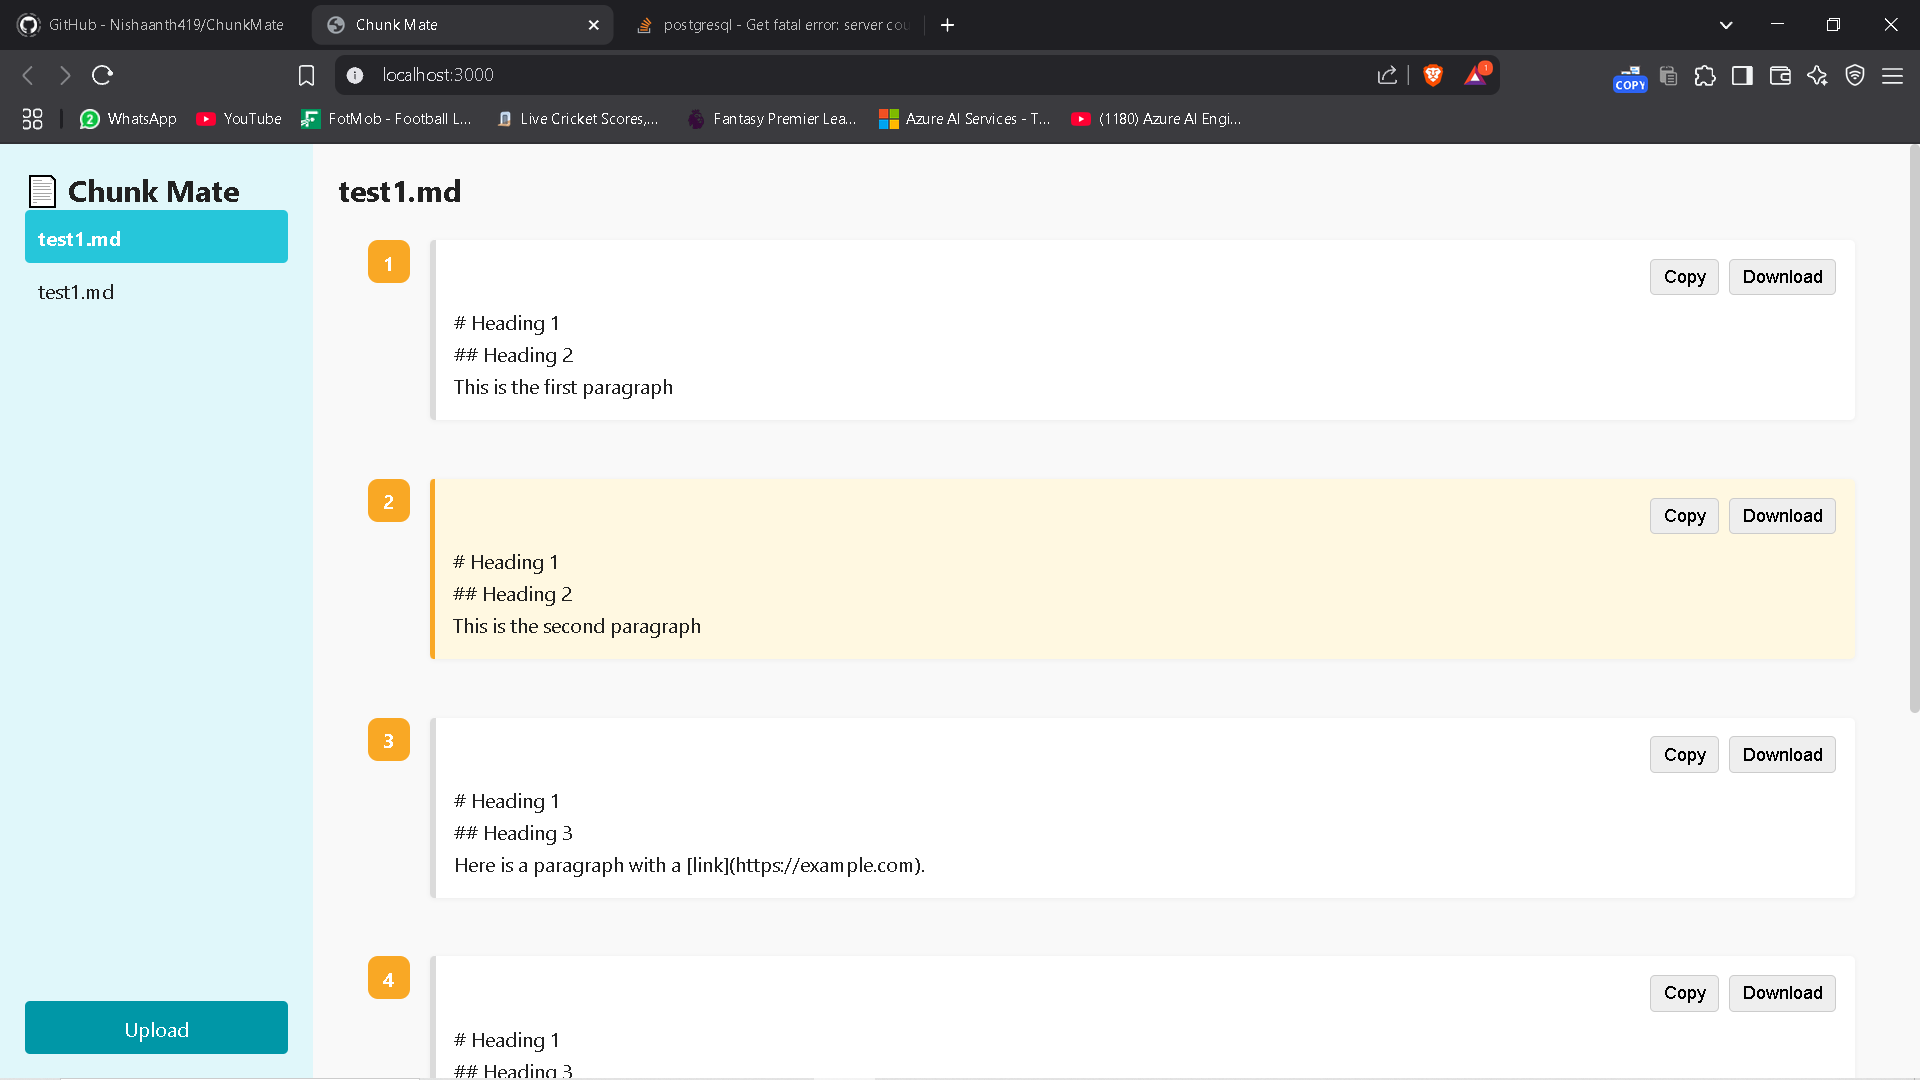 GitHub - Nishaanth419/ChunkMate
Chunk Mate
postgresql - Get fatal error: server cou
localhost:3000
1
COPY
2
WhatsApp
YouTube
FotMob - Football L...
Live Cricket Scores,...
Fantasy Premier Lea...
Azure AI Services - T...
(1180) Azure AI Engi...
Chunk Mate
test1.md
test1.md
Upload
test1.md
1
Copy
Download
# Heading 1
## Heading 2
This is the first paragraph
2
Copy
Download
# Heading 1
## Heading 2
This is the second paragraph
3
Copy
Download
# Heading 1
## Heading 3
Here is a paragraph with a [link](https://example.com).
4
Copy
Download
# Heading 1
## Heading 3